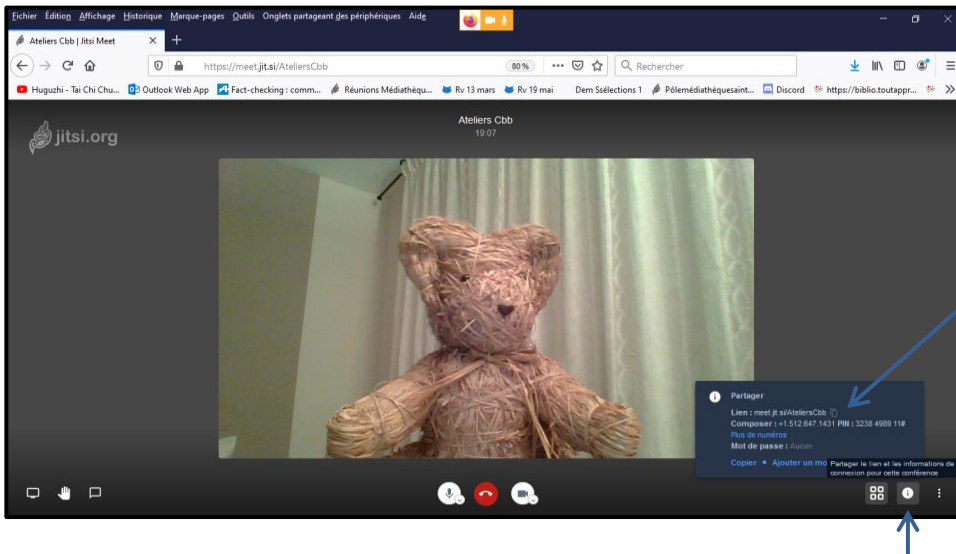 Fichier Édition Affichage Historique Marque-pages Outils Onglets partageant des périphériques Aide
Ateliers Cbb | Jitsi Meet
https://meet.jit.si/AteliersCbb 80 % Rechercher
Huguzhi - Tai Chi Chu... Outlook Web App Fact-checking : comm... Réunions Médiathèqu... Rv 13 mars Rv 19 mai Dem Ssélections 1 Pôlemédiathèquesaint... Discord https://biblio.toutappr...
jitsi.org
Ateliers Cbb
19:07
Partager
Lien : meet.jit.si/AteliersCbb
Composer : +1.512.647.1431 PIN : 3238 4989 11#
Plus de numéros
Mot de passe : Aucun
Copier Ajouter un mo
Partager le lien et les informations de
connexion pour cette conférence